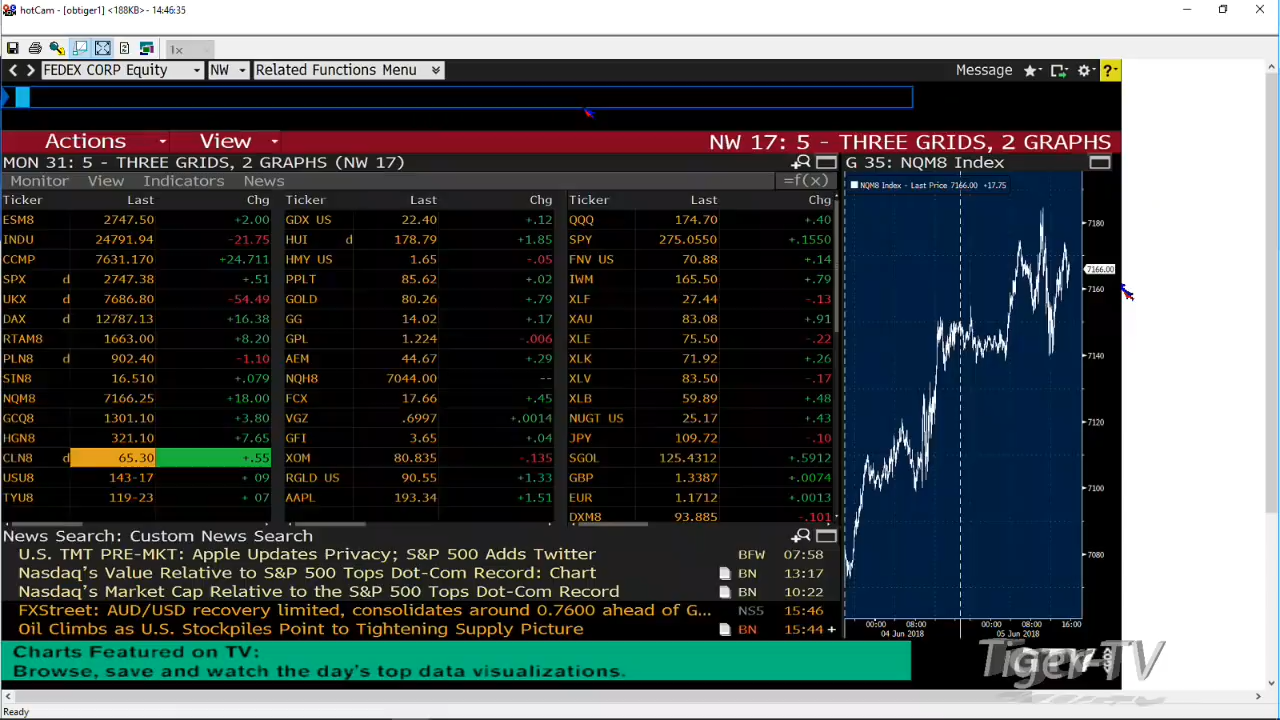 hotCam - [obtiger1] <188KB> - 14:46:35
1x
FEDEX CORP Equity NW Related Functions Menu Message ?
Actions View NW 17: 5 - THREE GRIDS, 2 GRAPHS
MON 31: 5 - THREE GRIDS, 2 GRAPHS (NW 17) G 35: NQM8 Index
Monitor View Indicators News =f(x)
NQM8 Index - Last Price 7166.00 +17.75
Ticker Last Chg Ticker Last Chg Ticker Last Chg
ESM8 2747.50 +2.00 GDX US 22.40 +.12 QQQ 174.70 +.40
INDU 24791.94 -21.75 HUI d 178.79 +1.85 SPY 275.0550 +.1550
CCMP 7631.170 +24.711 HMY US 1.65 -.05 FNV US 70.88 +.14
SPX d 2747.38 +.51 PPLT 85.62 +.02 IWM 165.50 +.79
UKX d 7686.80 -54.49 GOLD 80.26 +.79 XLF 27.44 -.13
DAX d 12787.13 +16.38 GG 14.02 +.17 XAU 83.08 +.91
RTAM8 1663.00 +8.20 GPL 1.224 -.006 XLE 75.50 -.22
PLN8 d 902.40 -1.10 AEM 44.67 +.29 XLK 71.92 +.26
SIN8 16.510 +.079 NQH8 7044.00 -- XLV 83.50 -.17
NQM8 7166.25 +18.00 FCX 17.66 +.45 XLB 59.89 +.48
GCQ8 1301.10 +3.80 VGZ .6997 +.0014 NUGT US 25.17 +.43
HGN8 321.10 +7.65 GFI 3.65 +.04 JPY 109.72 -.10
CLN8 d 65.30 +.55 XOM 80.835 -.135 SGOL 125.4312 +.5912
USU8 143-17 + 09 RGLD US 90.55 +1.33 GBP 1.3387 +.0074
TYU8 119-23 + 07 AAPL 193.34 +1.51 EUR 1.1712 +.0013
DXM8 93.885 -.101
7180
7166.00
7160
7140
7120
7100
7080
00:00 08:00 00:00 08:00 16:00
04 Jun 2018 05 Jun 2018
News Search: Custom News Search
U.S. TMT PRE-MKT: Apple Updates Privacy; S&P 500 Adds Twitter BFW 07:58
Nasdaq's Value Relative to S&P 500 Tops Dot-Com Record: Chart BN 13:17
Nasdaq's Market Cap Relative to the S&P 500 Tops Dot-Com Record BN 10:22
FXStreet: AUD/USD recovery limited, consolidates around 0.7600 ahead of G... NS5 15:46
Oil Climbs as U.S. Stockpiles Point to Tightening Supply Picture BN 15:44 +
Charts Featured on TV:
Browse, save and watch the day's top data visualizations.
Tiger-TV
Ready